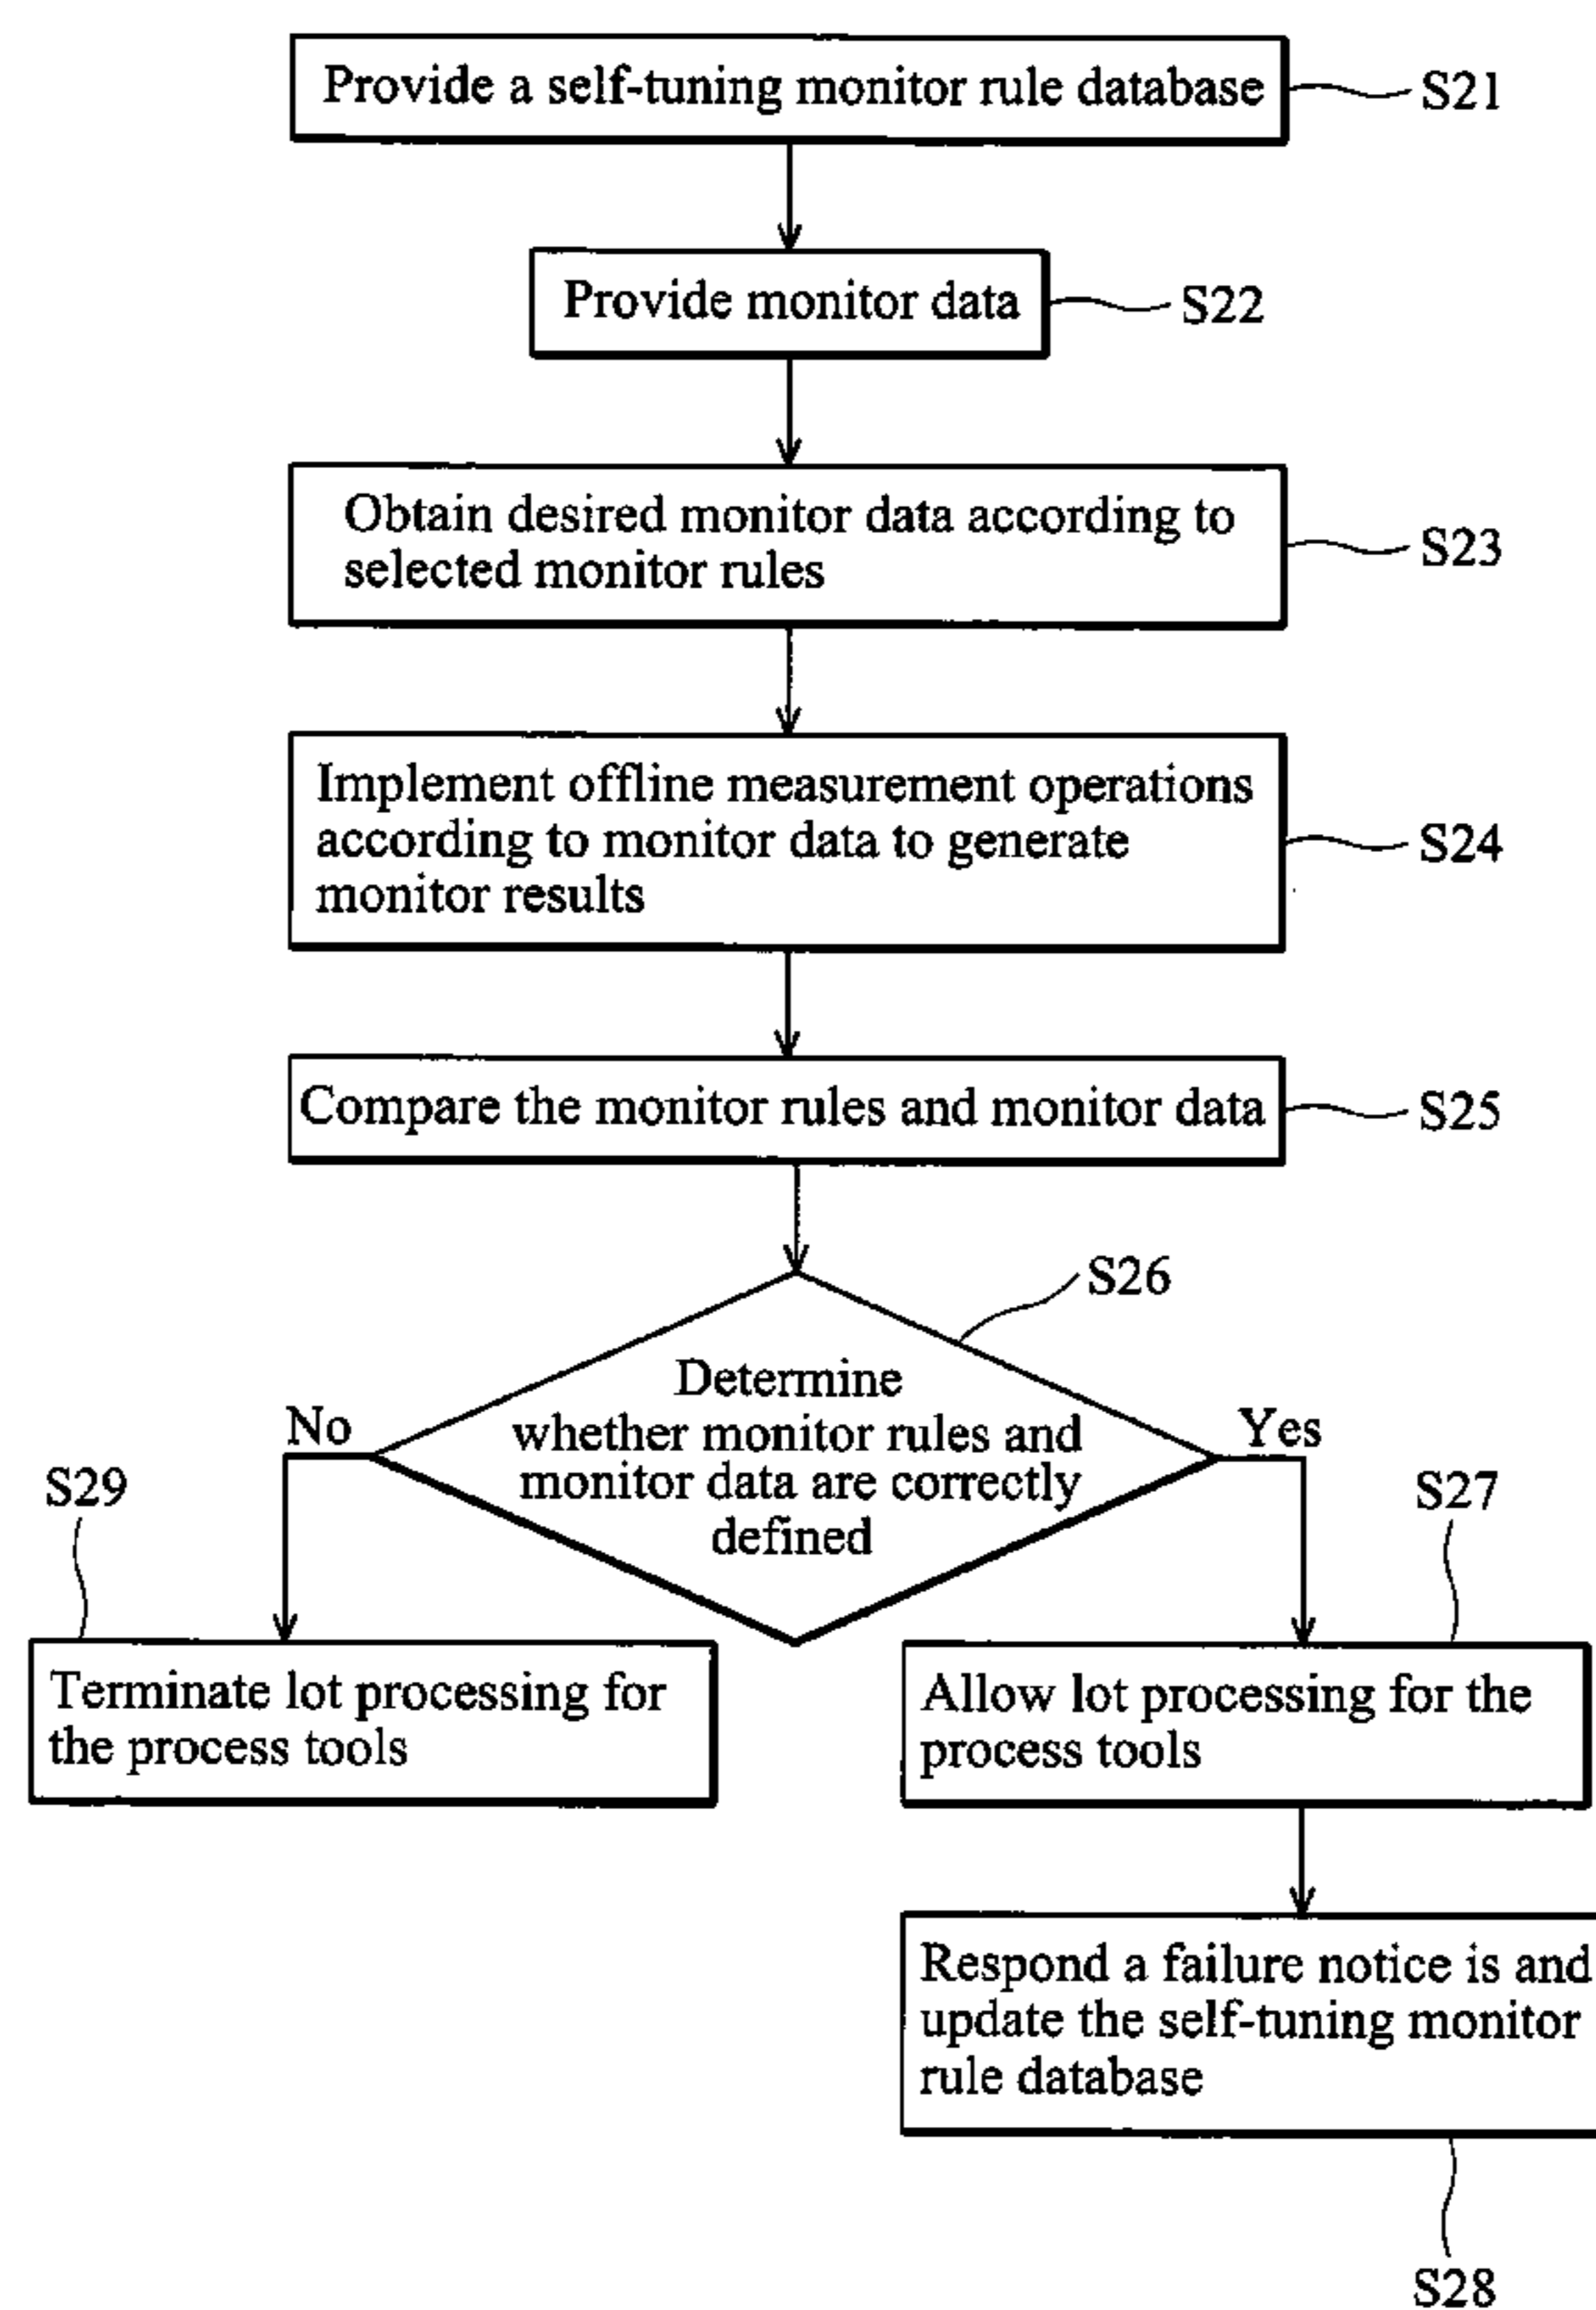 Provide a self-tuning monitor rule database
S21
Provide monitor data
S22
Obtain desired monitor data according to
selected monitor rules
S23
Implement offline measurement operations
according to monitor data to generate
monitor results
S24
Compare the monitor rules and monitor data
S25
S26
Determine
whether monitor rules and
monitor data are correctly
defined
No
Yes
S29
S27
Terminate lot processing for
the process tools
Allow lot processing for the
process tools
Respond a failure notice is and
update the self-tuning monitor
rule database
S28